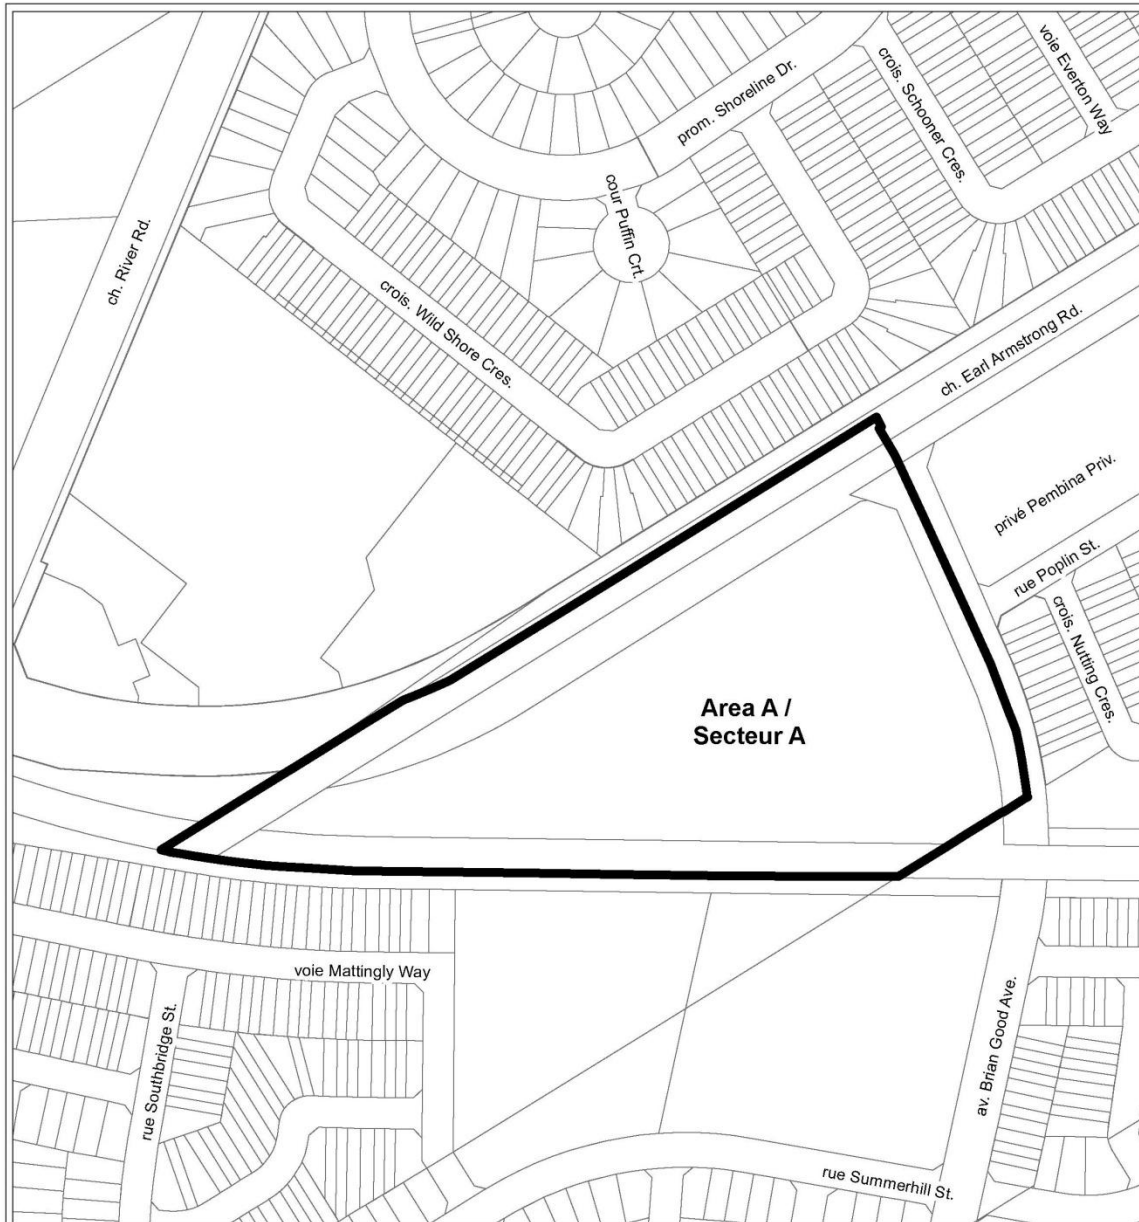 voie Everton Way
crois. Schooner Cres.
prom. Shoreline Dr.
cour Puffin Crt.
ch. River Rd.
crois. Wild Shore Cres.
ch. Earl Armstrong Rd.
privé Pembina Priv.
rue Poplin St.
crois. Nutting Cres.
Area A /
Secteur A
voie Mattingly Way
rue Southbridge St.
av. Brian Good Ave.
rue Summerhill St.